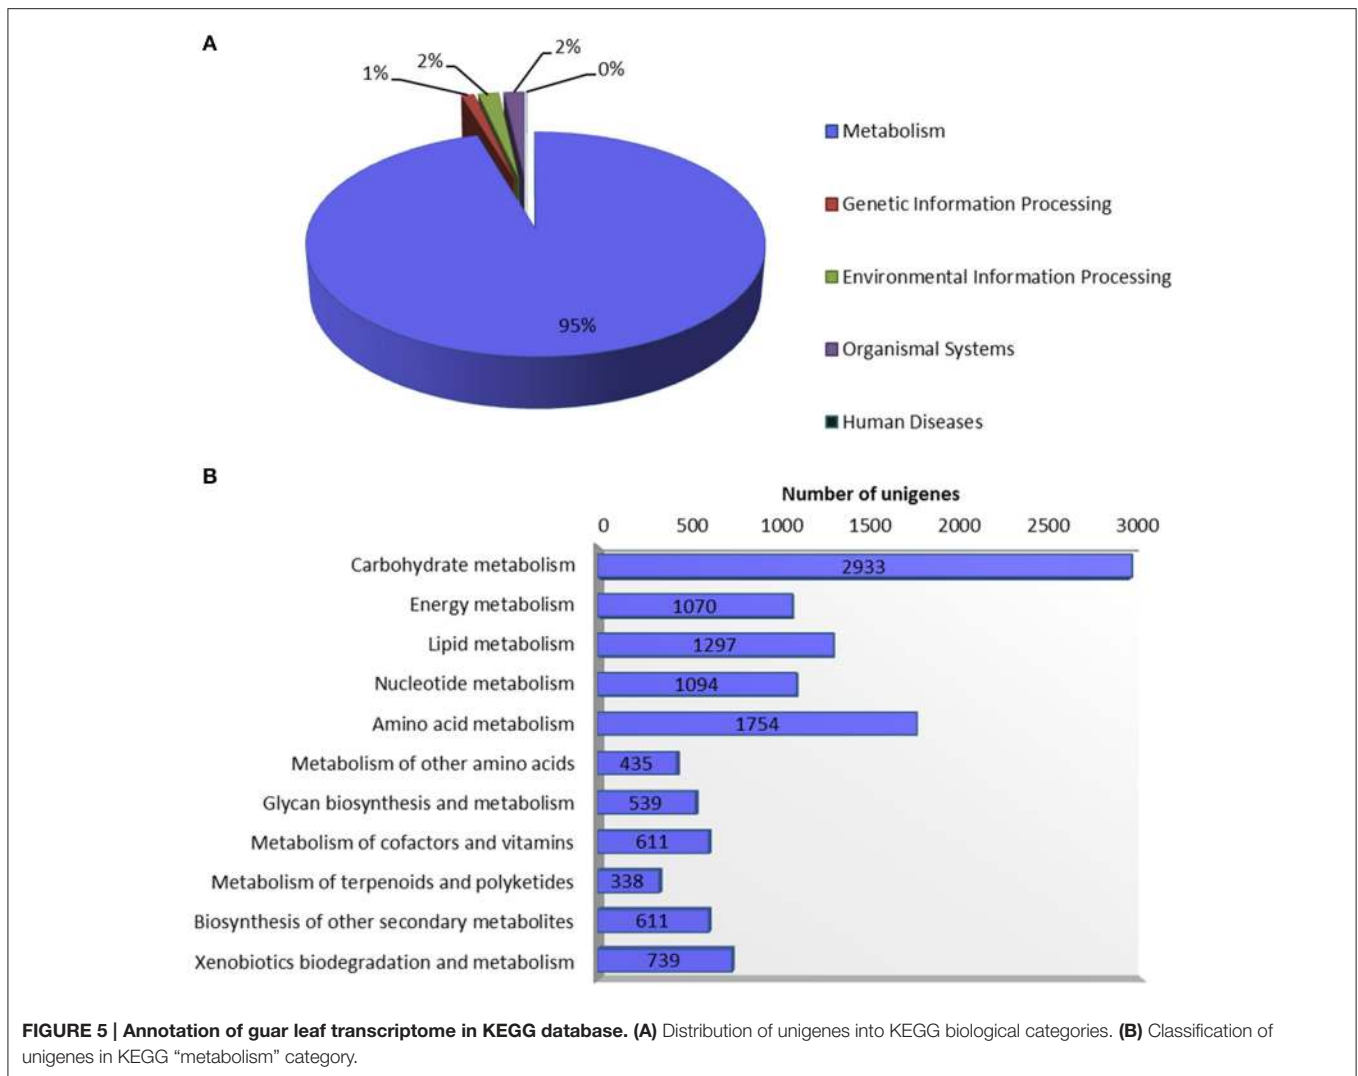 A
1%
2%
2%
0%
95%
Metabolism
Genetic Information Processing
Environmental Information Processing
Organismal Systems
Human Diseases
B
Number of unigenes
0 500 1000 1500 2000 2500 3000
Carbohydrate metabolism 2933
Energy metabolism 1070
Lipid metabolism 1297
Nucleotide metabolism 1094
Amino acid metabolism 1754
Metabolism of other amino acids 435
Glycan biosynthesis and metabolism 539
Metabolism of cofactors and vitamins 611
Metabolism of terpenoids and polyketides 338
Biosynthesis of other secondary metabolites 611
Xenobiotics biodegradation and metabolism 739
FIGURE 5 | Annotation of guar leaf transcriptome in KEGG database. (A) Distribution of unigenes into KEGG biological categories. (B) Classification of
unigenes in KEGG “metabolism” category.